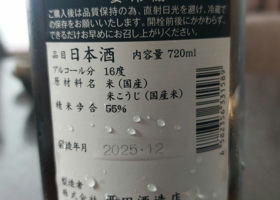 ご購入後は品質保持の為、直射日光を避け、冷蔵で
の保存をお願いいたします。開栓前後にかかわらず、
できるだけお早めにお召し上がりください。
品目 日本酒 内容量 720ml
アルコール分 16度
原材料名 米(国産)
米こうじ(国産米)
精米歩合 55%
製造年月 2025.12
製造者
株式会社 西田酒造店